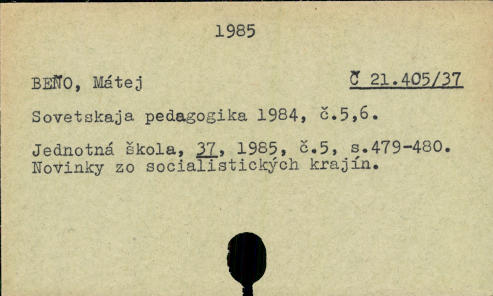 1985
BEŇO, Mátej Č 21.405/37
Sovetskaja pedagogika 1984, č.5,6.
Jednotná škola, 37, 1985, č.5, s.479-480.
Novinky zo socialistických krajín.